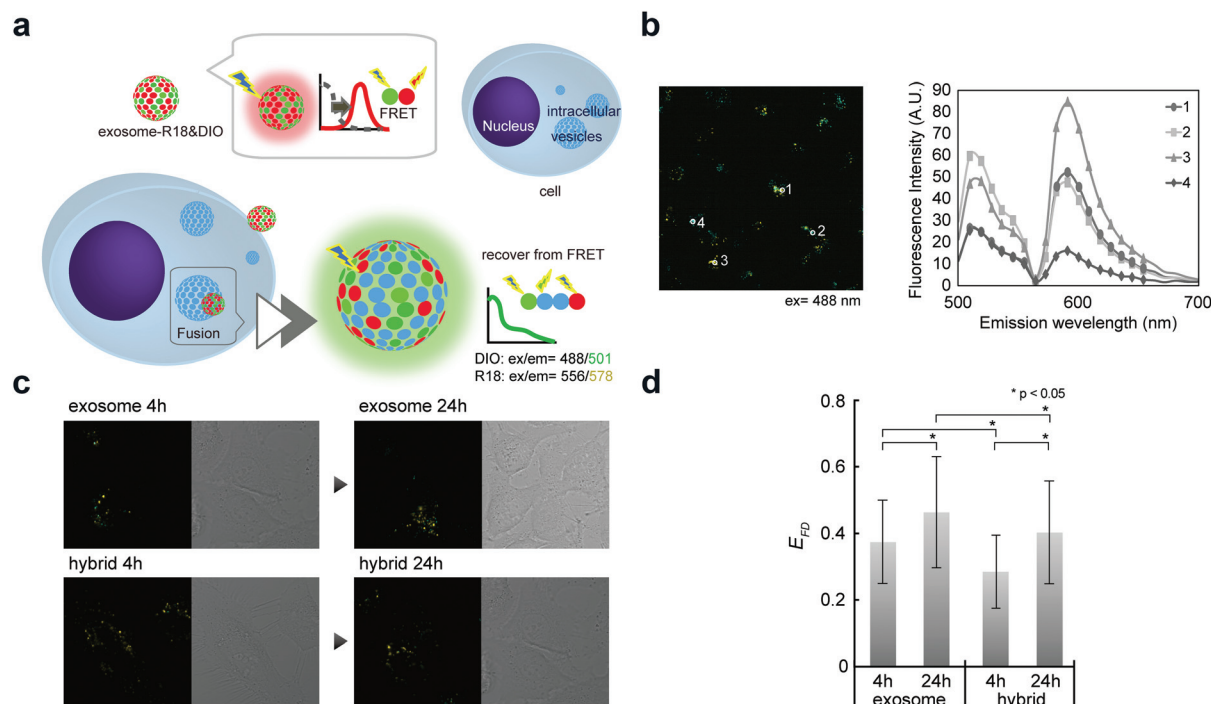 a
exosome-R18&DIO
FRET
Nucleus
intracellular
vesicles
cell
Fusion
recover from FRET
DIO: ex/em= 488/501
R18: ex/em= 556/578
b
1
2
3
4
ex= 488 nm
Fluorescence Intensity (A.U.)
90
80
70
60
50
40
30
20
10
0
500
600
700
Emission wevelength (nm)
1
2
3
4
c
exosome 4h
exosome 24h
hybrid 4h
hybrid 24h
d
* p < 0.05
*
*
*
*
E_FD
0.8
0.6
0.4
0.2
0
4h
24h
4h
24h
exosome
hybrid